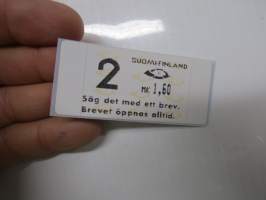 SUOMI-FINLAND
2
MK 1,60
Säg det med ett brev.
Brevet öppnas alltid.